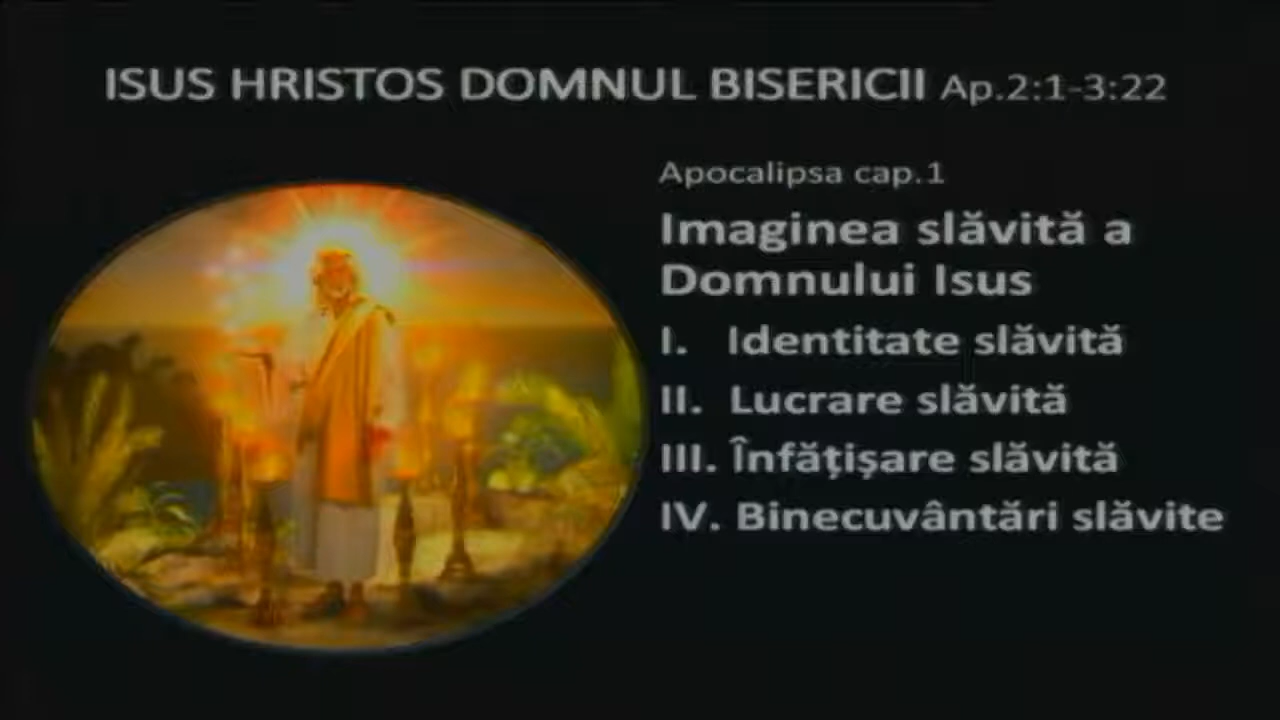 ISUS HRISTOS DOMNUL BISERICII Ap.2:1-3:22
Apocalipsa cap.1
Imaginea slăvită a
Domnului Isus
I. Identitate slăvită
II. Lucrare slăvită
III. Înfățişare slăvită
IV. Binecuvântări slăvite